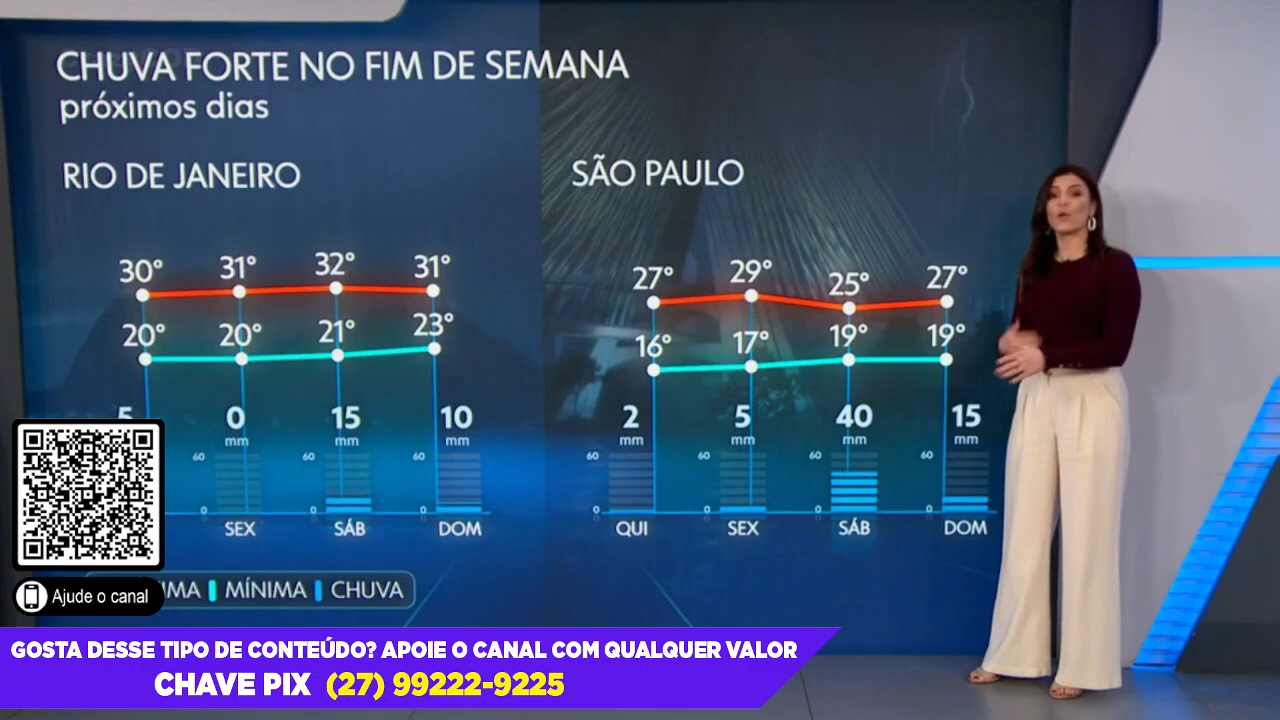 CHUVA FORTE NO FIM DE SEMANA
próximos dias
RIO DE JANEIRO
30° 31° 32° 31°
20° 20° 21° 23°
5 0 15 10
mm mm mm
60 60 60
0 0 0
SEX SÁB DOM
SÃO PAULO
27° 29° 25° 27°
16° 17° 19° 19°
2 5 40 15
mm mm mm mm
60 60 60 60
0 0 0 0
QUI SEX SÁB DOM
IMA MÍNIMA CHUVA
Ajude o canal
GOSTA DESSE TIPO DE CONTEÚDO? APOIE O CANAL COM QUALQUER VALOR
CHAVE PIX (27) 99222-9225